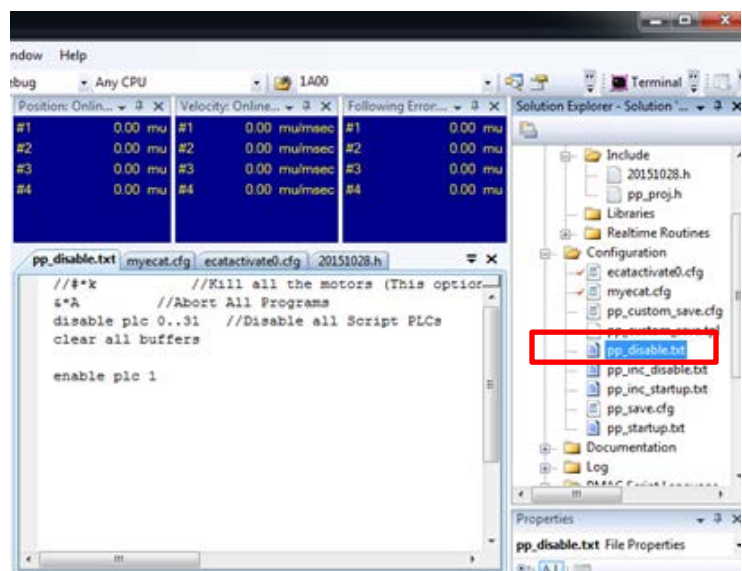 ndow Help
ebug Any CPU 1A00 Terminal
Position: Onlin... Velocity: Online... Following Error... Solution Explorer - Solution '...
#1 0.00 mu #1 0.00 mu/msec #1 0.00 mu
#2 0.00 mu #2 0.00 mu/msec #2 0.00 mu
#3 0.00 mu #3 0.00 mu/msec #3 0.00 mu
#4 0.00 mu #4 0.00 mu/msec #4 0.00 mu
pp_disable.txt myecat.cfg ecatactivate0.cfg 20151028.h
//#*k //Kill all the motors (This option
&*A //Abort All Programs
disable plc 0..31 //Disable all Script PLCs
clear all buffers
enable plc 1
Include
20151028.h
pp_proj.h
Libraries
Realtime Routines
Configuration
ecatactivate0.cfg
myecat.cfg
pp_custom_save.cfg
pp_disable.txt
pp_inc_disable.txt
pp_inc_startup.txt
pp_save.cfg
pp_startup.txt
Documentation
Log
Properties
pp_disable.txt File Properties